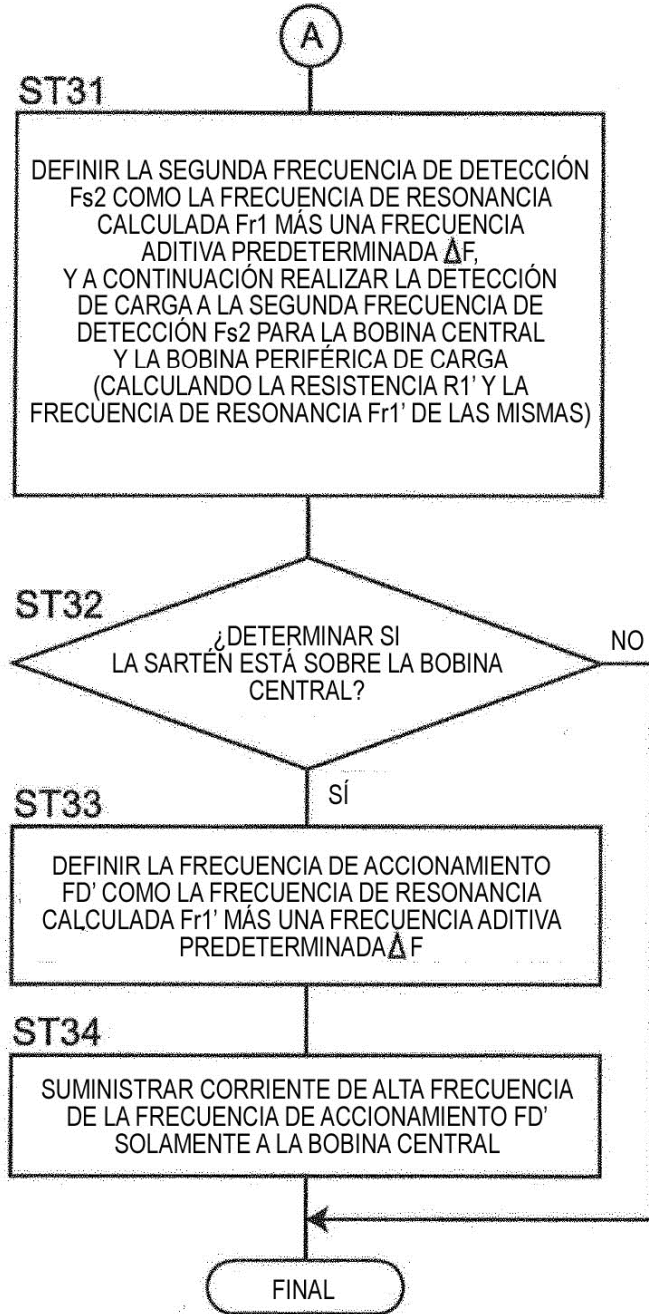 A
ST31
DEFINIR LA SEGUNDA FRECUENCIA DE DETECCIÓN
Fs2 COMO LA FRECUENCIA DE RESONANCIA
CALCULADA Fr1 MÁS UNA FRECUENCIA
ADITIVA PREDETERMINADA ΔF,
Y A CONTINUACIÓN REALIZAR LA DETECCIÓN
DE CARGA A LA SEGUNDA FRECUENCIA DE
DETECCIÓN Fs2 PARA LA BOBINA CENTRAL
Y LA BOBINA PERIFÉRICA DE CARGA
(CALCULANDO LA RESISTENCIA R1' Y LA
FRECUENCIA DE RESONANCIA Fr1' DE LAS MISMAS)
ST32
¿DETERMINAR SI
LA SARTÉN ESTÁ SOBRE LA BOBINA
CENTRAL?
NO
SÍ
ST33
DEFINIR LA FRECUENCIA DE ACCIONAMIENTO
FD' COMO LA FRECUENCIA DE RESONANCIA
CALCULADA Fr1' MÁS UNA FRECUENCIA ADITIVA
PREDETERMINADA Δ F
ST34
SUMINISTRAR CORRIENTE DE ALTA FRECUENCIA
DE LA FRECUENCIA DE ACCIONAMIENTO FD'
SOLAMENTE A LA BOBINA CENTRAL
FINAL